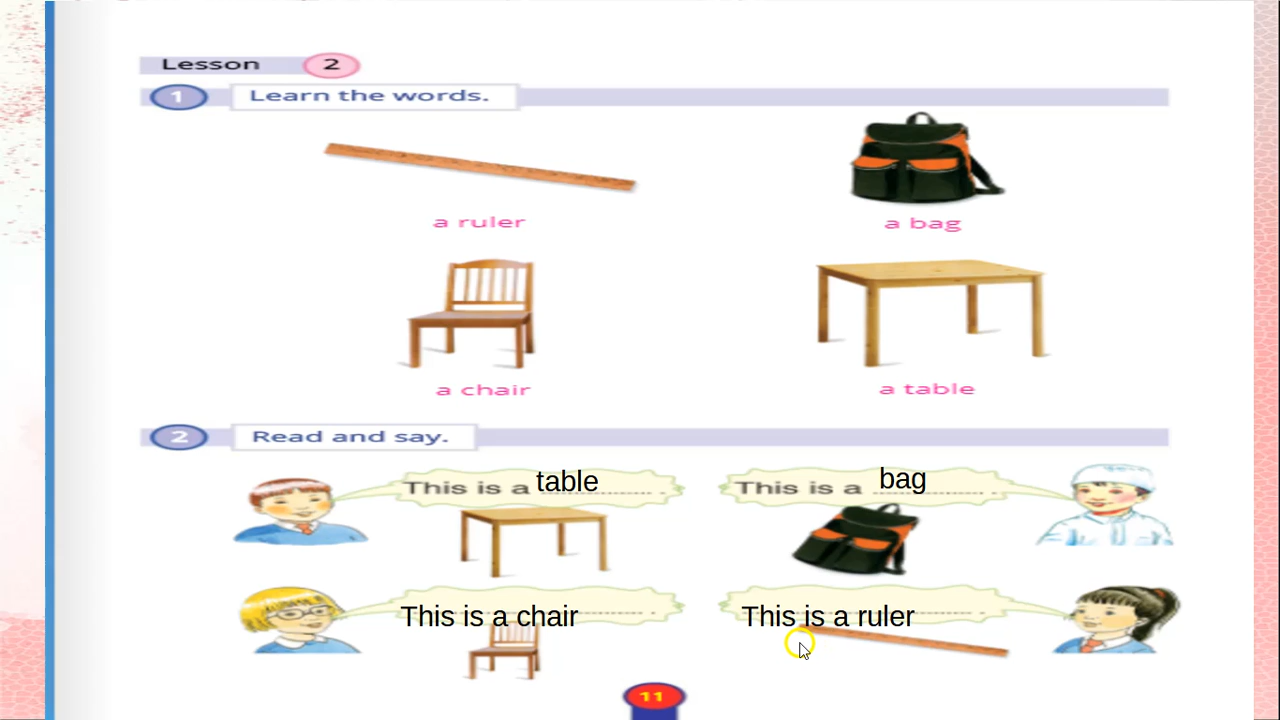 Lesson 2
1 Learn the words.
a ruler
a bag
a chair
a table
2 Read and say.
This is a table .
This is a bag .
This is a chair .
This is a ruler .
11